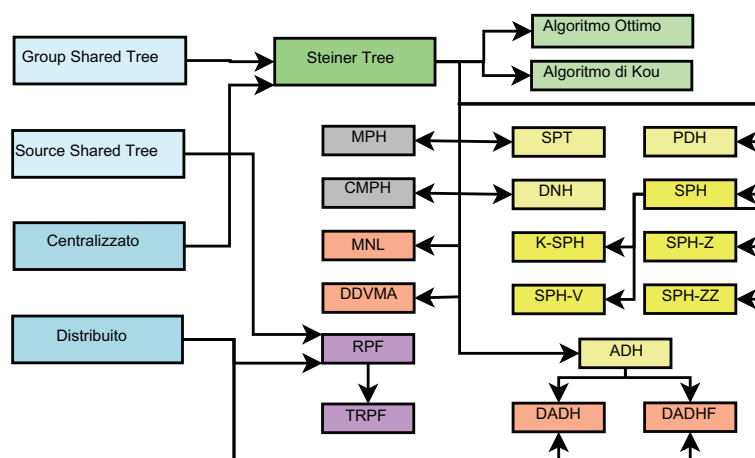 Group Shared Tree
Steiner Tree
Algoritmo Ottimo
Algoritmo di Kou
Source Shared Tree
MPH
SPT
PDH
CMPH
DNH
SPH
Centralizzato
MNL
K-SPH
SPH-Z
DDVMA
SPH-V
SPH-ZZ
Distribuito
RPF
ADH
TRPF
DADH
DADHF